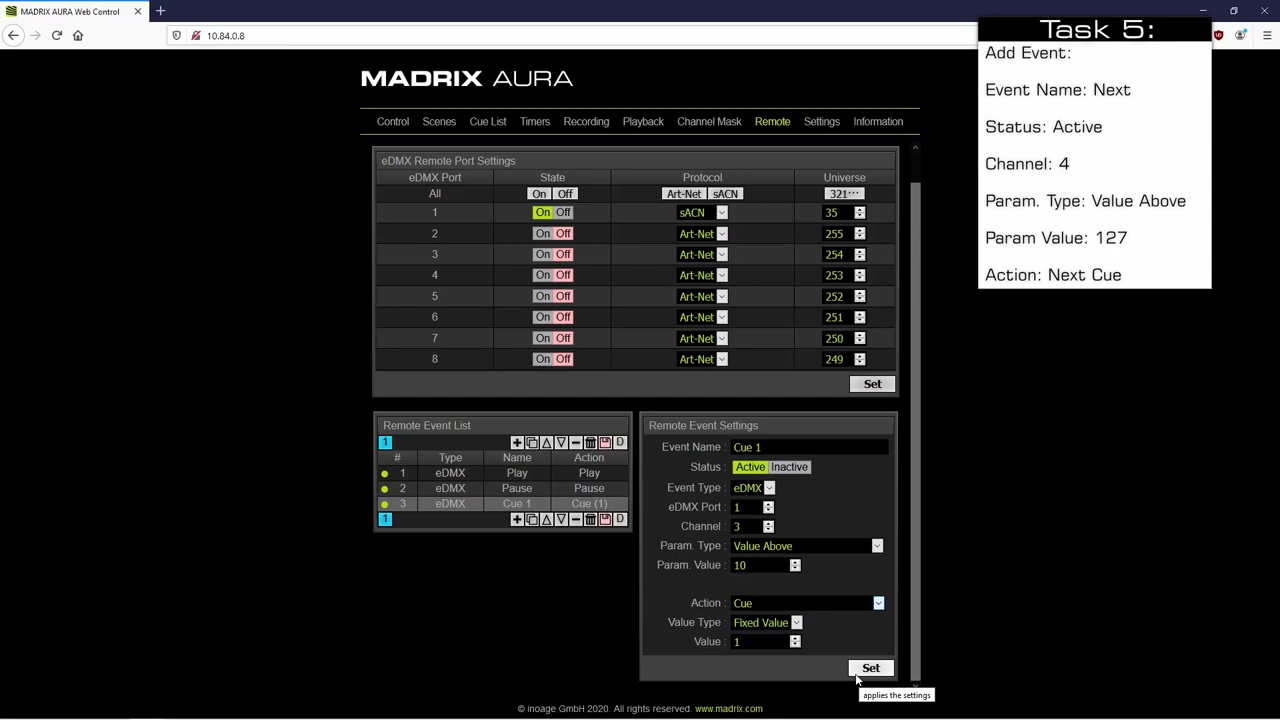 MADRIX AURA Web Control
10.84.0.8
Task 5:
Add Event:
Event Name: Next
Status: Active
Channel: 4
Param. Type: Value Above
Param Value: 127
Action: Next Cue
MADRIX AURA
Control Scenes Cue List Timers Recording Playback Channel Mask Remote Settings Information
eDMX Remote Port Settings
eDMX Port State Protocol Universe
All On Off Art-Net sACN 321...
1 On Off sACN 35
2 On Off Art-Net 255
3 On Off Art-Net 254
4 On Off Art-Net 253
5 On Off Art-Net 252
6 On Off Art-Net 251
7 On Off Art-Net 250
8 On Off Art-Net 249
Set
Remote Event List
1 D
# Type Name Action
1 eDMX Play Play
2 eDMX Pause Pause
3 eDMX Cue 1 Cue (1)
1 D
Remote Event Settings
Event Name : Cue 1
Status : Active Inactive
Event Type : eDMX
eDMX Port : 1
Channel : 3
Param. Type : Value Above
Param. Value : 10
Action : Cue
Value Type : Fixed Value
Value : 1
Set
applies the settings
© inoage GmbH 2020. All rights reserved. www.madrix.com